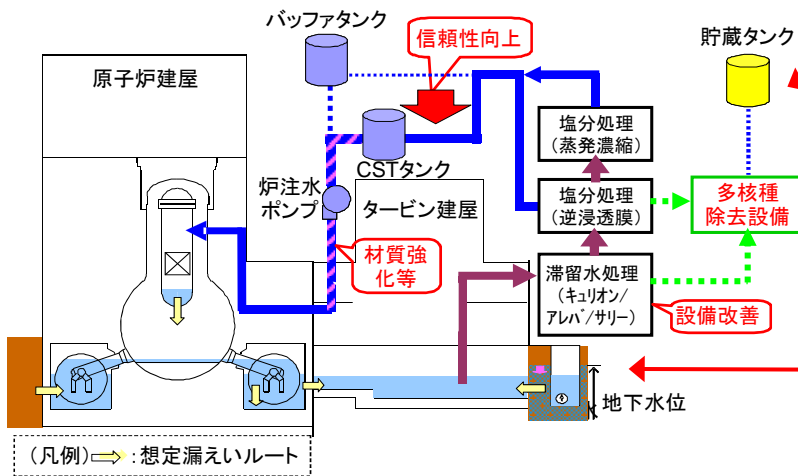 バッファタンク
信頼性向上
貯蔵タンク
原子炉建屋
塩分処理
(蒸発濃縮)
CSTタンク
炉注水
ポンプ
タービン建屋
塩分処理
(逆浸透膜)
多核種
除去設備
材質強
化等
滞留水処理
(キュリオン/
アレバ/サリー)
設備改善
地下水位
(凡例)
:想定漏えいルート